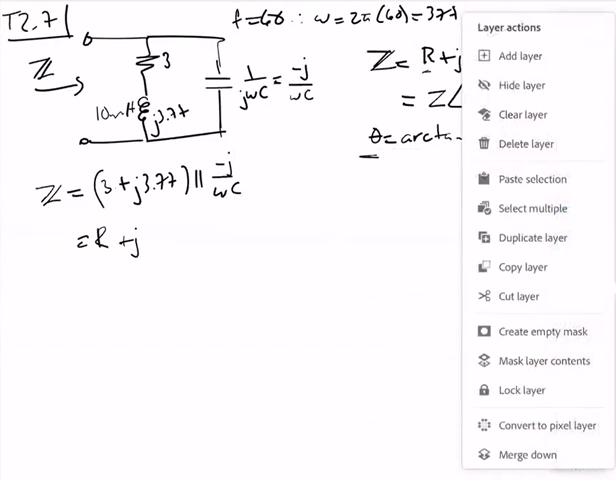 T2.7
f=60 ∴ ω = 2π(60) = 377
Z
3
10mH
j3.77
1/jωC = -j/ωC
Z = R + j
= Z∠
θ = arcta
Z = (3 + j3.77) || -j/ωC
= R + j
Layer actions
Add layer
Hide layer
Clear layer
Delete layer
Paste selection
Select multiple
Duplicate layer
Copy layer
Cut layer
Create empty mask
Mask layer contents
Lock layer
Convert to pixel layer
Merge down